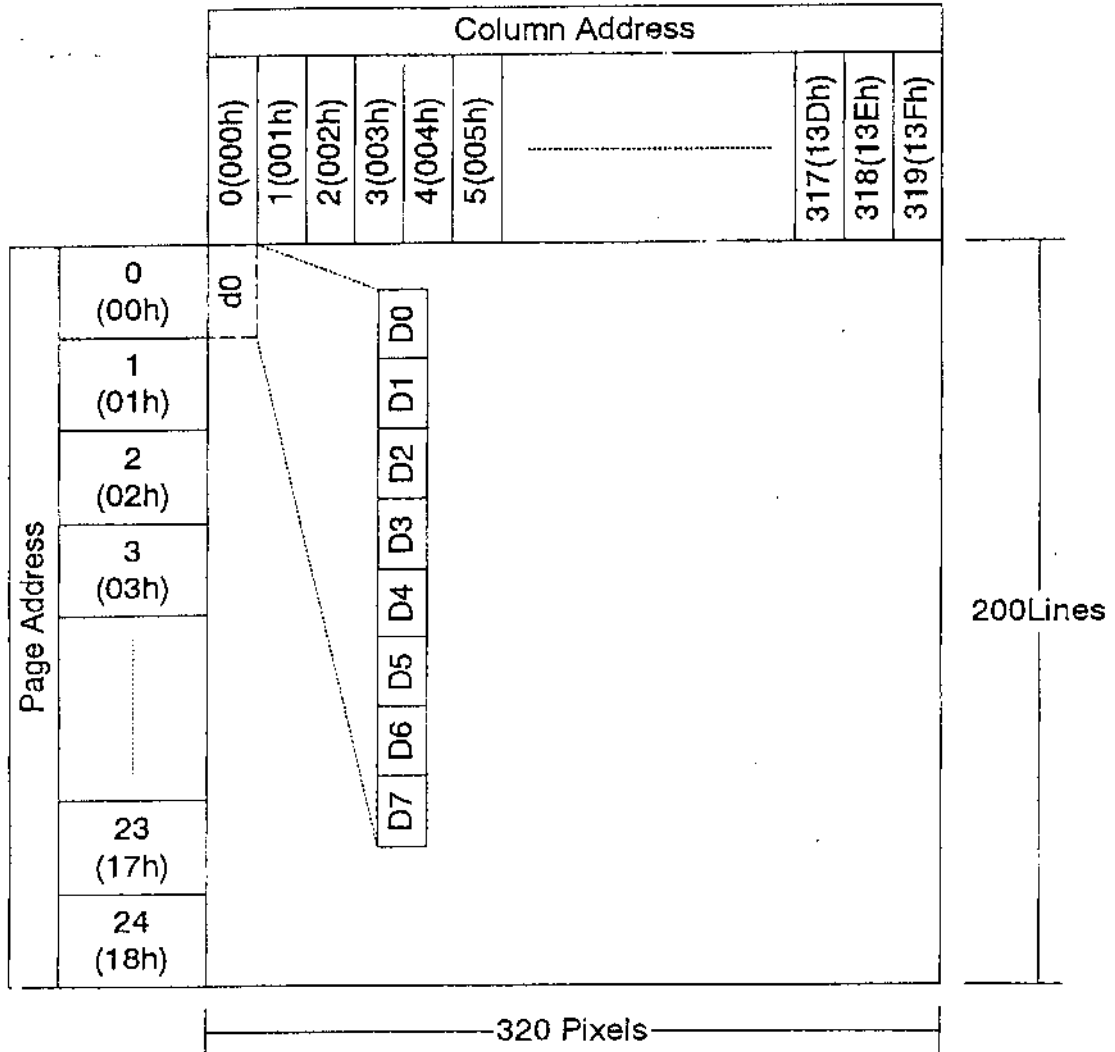 Column Address
0(000h)
1(001h)
2(002h)
3(003h)
4(004h)
5(005h)
317(13Dh)
318(13Eh)
319(13Fh)
Page Address
0
(00h)
1
(01h)
2
(02h)
3
(03h)
23
(17h)
24
(18h)
d0
D0
D1
D2
D3
D4
D5
D6
D7
200Lines
320 Pixels